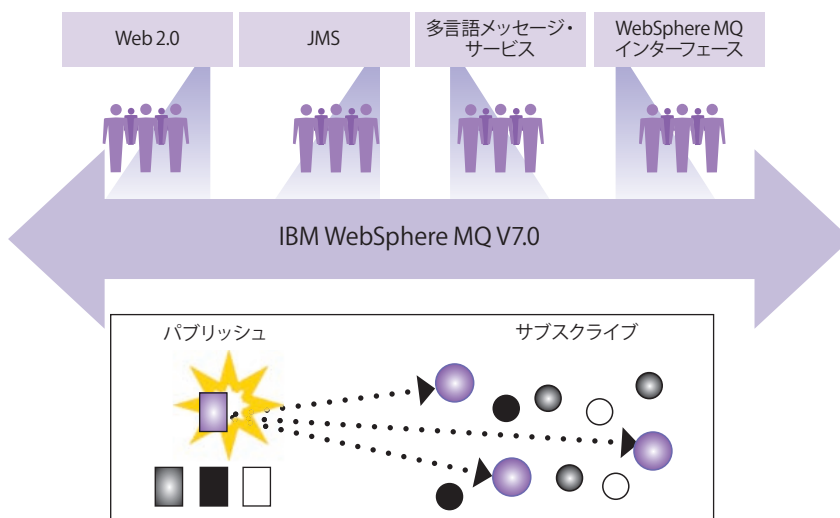 Web 2.0
JMS
多言語メッセージ・
サービス
WebSphere MQ
インターフェース
IBM WebSphere MQ V7.0
パブリッシュ
サブスクライブ